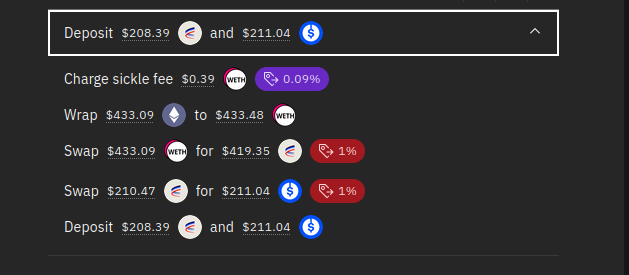 Deposit $208.39 and $211.04
Charge sickle fee $0.39 WETH 0.09%
Wrap $433.09 to $433.48 WETH
Swap $433.09 WETH for $419.35 1%
Swap $210.47 for $211.04 1%
Deposit $208.39 and $211.04